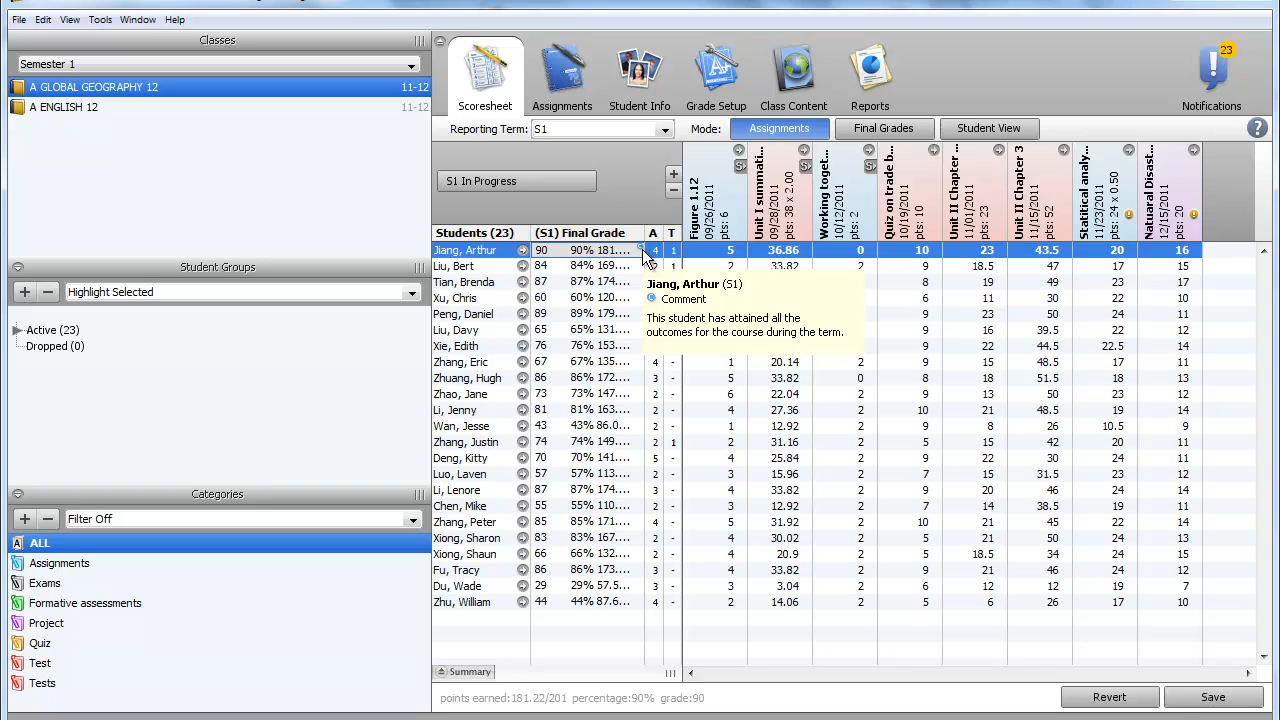 File Edit View Tools Window Help
Classes
Semester 1
A GLOBAL GEOGRAPHY 12 11-12
A ENGLISH 12 11-12
Student Groups
Highlight Selected
Active (23)
Dropped (0)
Categories
Filter Off
ALL
Assignments
Exams
Formative assessments
Project
Quiz
Test
Tests
Scoresheet Assignments Student Info Grade Setup Class Content Reports
23
Notifications
Reporting Term: S1 Mode: Assignments Final Grades Student View
S1 In Progress
Figure 1.12
09/26/2011
pts: 6
Unit I summati...
09/28/2011
pts: 38 x 2.00
Working toget...
10/12/2011
pts: 2
Quiz on trade b...
10/19/2011
pts: 10
Unit II Chapter ...
11/01/2011
pts: 23
Unit II Chapter 3
11/15/2011
pts: 52
Statitical analy...
11/23/2011
pts: 24 x 0.50
Natuaral Disast...
12/15/2011
pts: 20
Students (23) (S1) Final Grade A T
Jiang, Arthur 90 90% 181.... 4 1 5 36.86 0 10 23 43.5 20 16
Liu, Bert 84 84% 169.... 2 1 2 33.82 2 9 18.5 47 17 15
Tian, Brenda 87 87% 174.... 8 19 49 23 17
Xu, Chris 60 60% 120.... 6 11 30 22 10
Peng, Daniel 89 89% 179.... 9 23 50 24 11
Liu, Davy 65 65% 131.... 9 16 39.5 22 12
Xie, Edith 76 76% 153.... 9 22 44.5 22.5 14
Zhang, Eric 67 67% 135.... 4 - 1 20.14 2 9 15 48.5 17 11
Zhuang, Hugh 86 86% 172.... 3 - 5 33.82 0 8 18 51.5 18 13
Zhao, Jane 73 73% 147.... 2 - 6 22.04 2 9 13 50 23 12
Li, Jenny 81 81% 163.... 2 - 4 27.36 2 10 21 48.5 19 14
Wan, Jesse 43 43% 86.0... 2 - 1 12.92 2 9 8 26 10.5 9
Zhang, Justin 74 74% 149.... 2 1 2 31.16 2 5 15 42 20 11
Deng, Kitty 70 70% 141.... 5 - 4 25.84 2 9 22 30 24 11
Luo, Laven 57 57% 113.... 2 - 3 15.96 2 7 15 31.5 23 12
Li, Lenore 87 87% 174.... 3 - 4 33.82 2 9 20 46 24 14
Chen, Mike 55 55% 110.... 2 - 3 12.92 2 7 14 38.5 19 11
Zhang, Peter 85 85% 171.... 4 - 5 31.92 2 10 21 45 22 14
Xiong, Sharon 83 83% 167.... 2 - 4 30.02 2 5 21 50 24 13
Xiong, Shaun 66 66% 132.... 2 - 4 20.9 2 5 18.5 34 24 15
Fu, Tracy 86 86% 173.... 3 - 4 33.82 2 9 21 46 24 12
Du, Wade 29 29% 57.5... 3 - 3 3.04 2 6 12 12 19 7
Zhu, William 44 44% 87.6... 4 - 2 14.06 2 5 6 26 17 10
Jiang, Arthur (S1)
Comment
This student has attained all the
outcomes for the course during the term.
Summary
points earned:181.22/201 percentage:90% grade:90
Revert Save